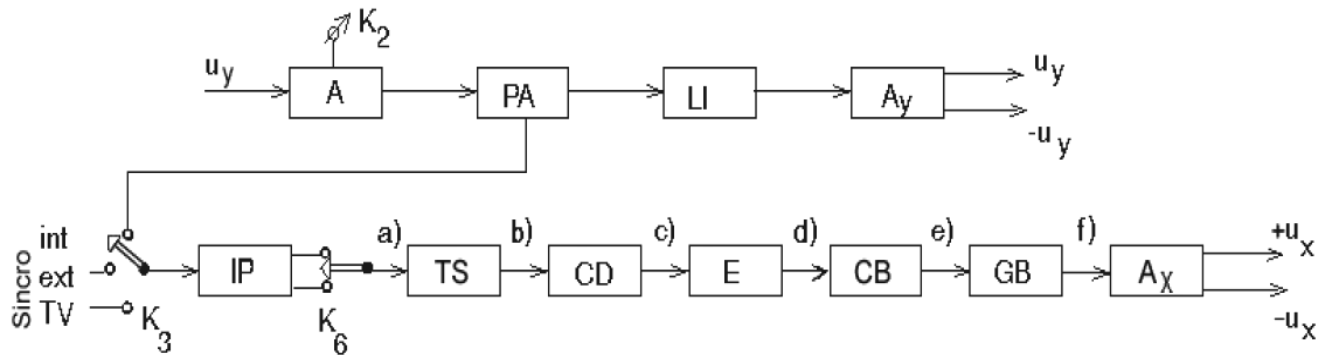 K2
uy
A
PA
LI
Ay
uy
-uy
Sincro
int
ext
TV
K3
IP
K6
a)
TS
b)
CD
c)
E
d)
CB
e)
GB
f)
AX
+ux
-ux